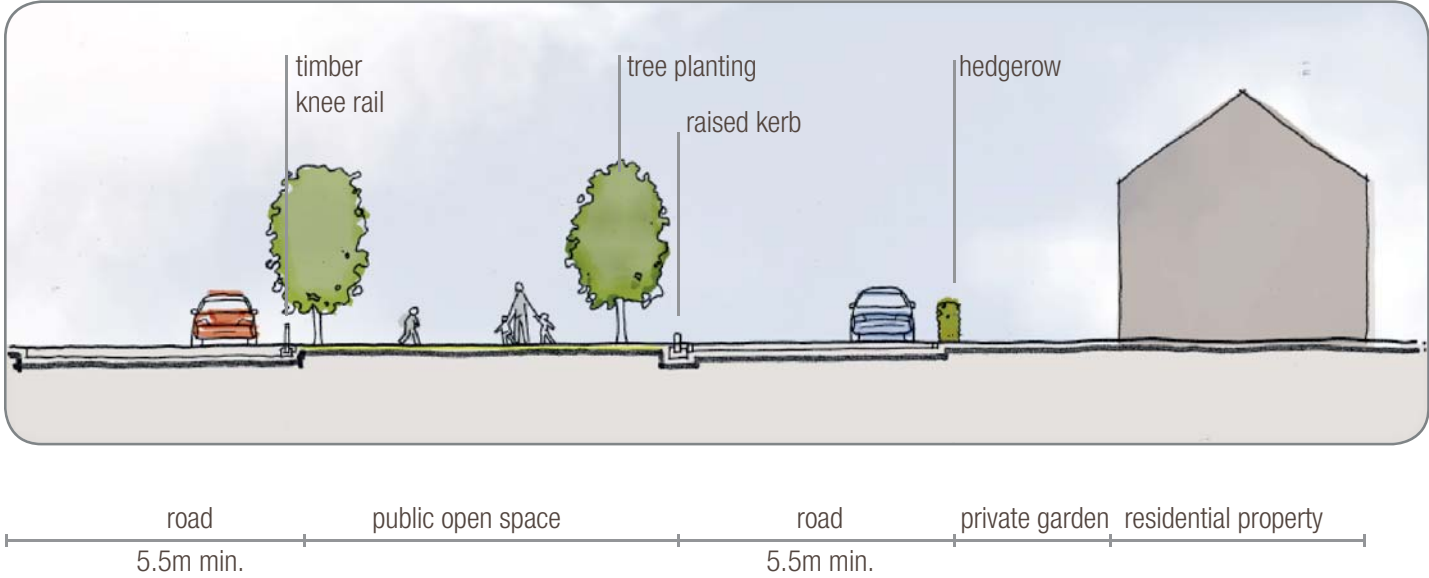 timber
knee rail
tree planting
raised kerb
hedgerow
road
public open space
road
private garden
residential property
5.5m min.
5.5m min.